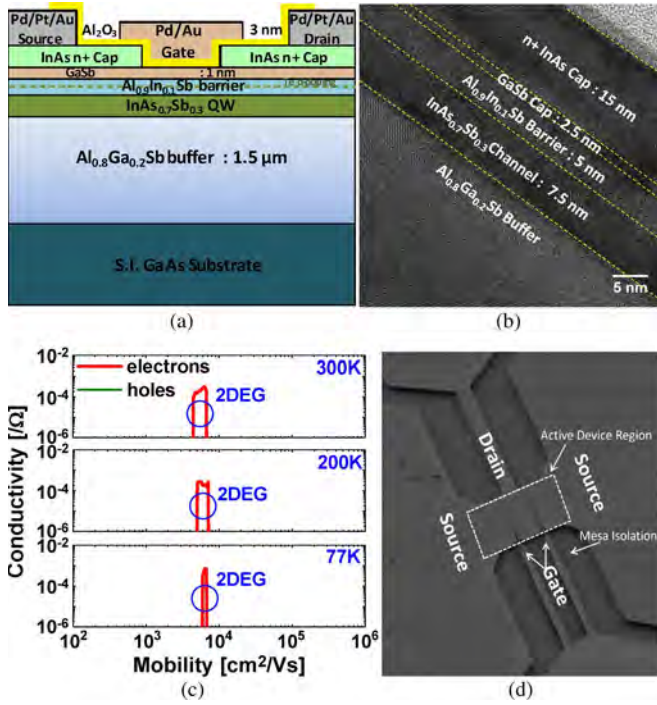 Pd/Pt/Au
Source
Al2O3
Pd/Au
Gate
3 nm
Pd/Pt/Au
Drain
InAs n+ Cap
InAs n+ Cap
GaSb : 1 nm
Al0.9In0.1Sb barrier
InAs0.7Sb0.3 QW
Al0.8Ga0.2Sb buffer : 1.5 µm
S.I. GaAs Substrate
(a)
n+ InAs Cap : 15 nm
GaSb Cap : 2.5 nm
Al0.9In0.1Sb Barrier : 5 nm
InAs0.7Sb0.3 Channel : 7.5 nm
Al0.8Ga0.2Sb Buffer
5 nm
(b)
Conductivity [/Ω]
10-2
10-4
10-6
electrons
holes
2DEG
300K
10-2
10-4
10-6
2DEG
200K
10-2
10-4
10-6
2DEG
77K
102 103 104 105 106
Mobility [cm2/Vs]
(c)
Drain
Active Device Region
Source
Source
Mesa Isolation
Gate
(d)